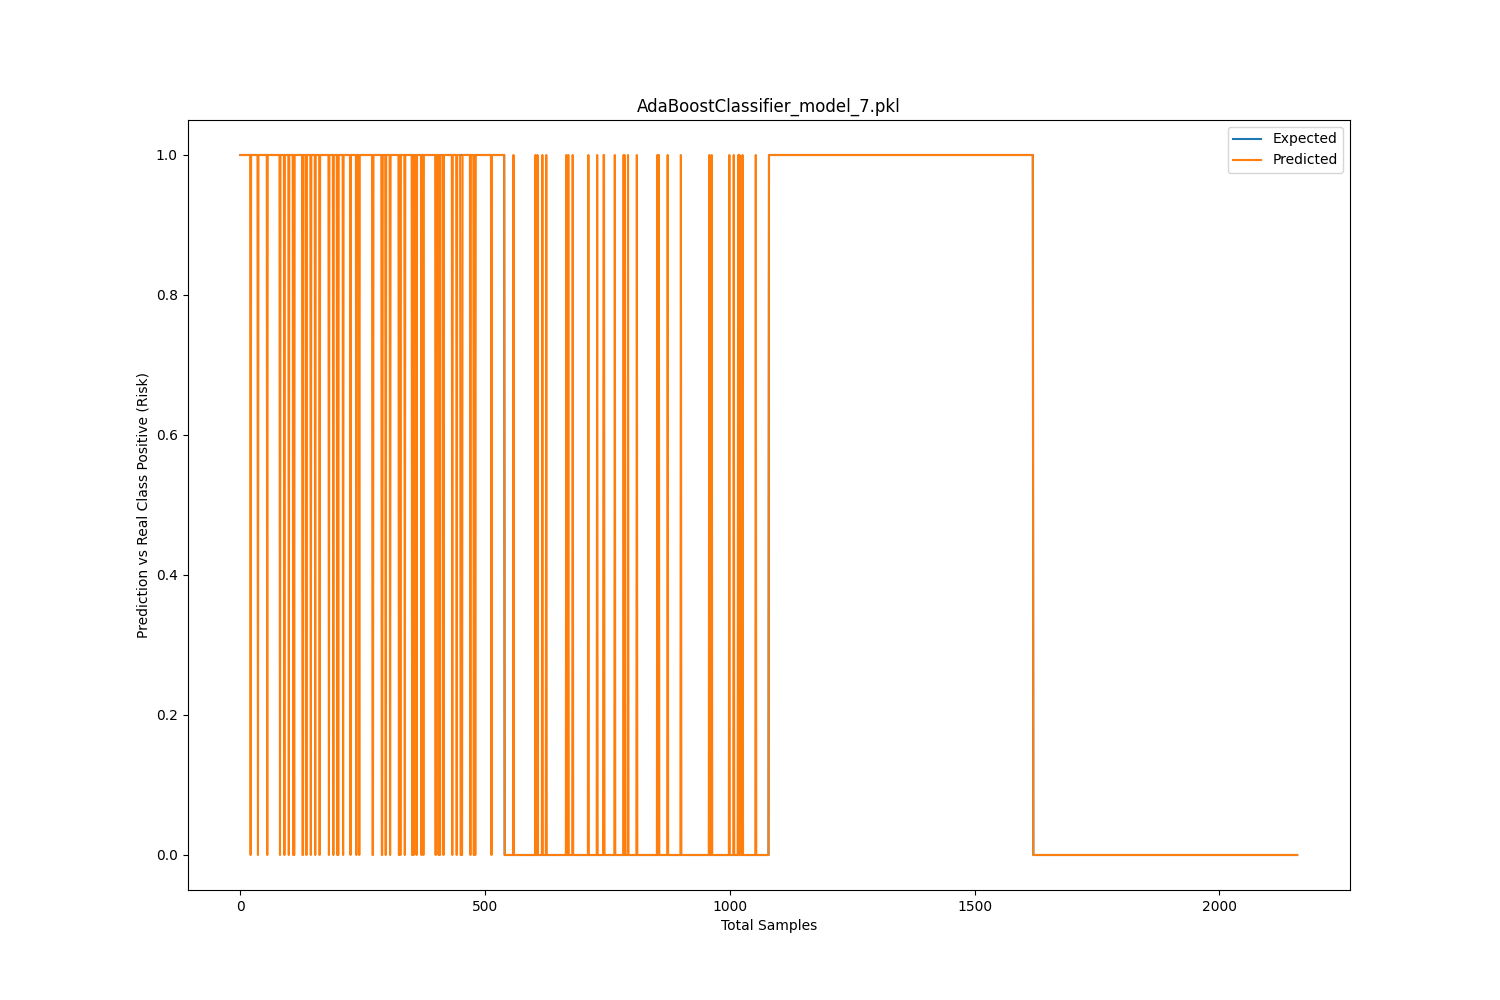 AdaBoostClassifier_model_7.pkl
Expected
Predicted
1.0
0.8
0.6
0.4
0.2
0.0
Prediction vs Real Class Positive (Risk)
0
500
1000
1500
2000
Total Samples